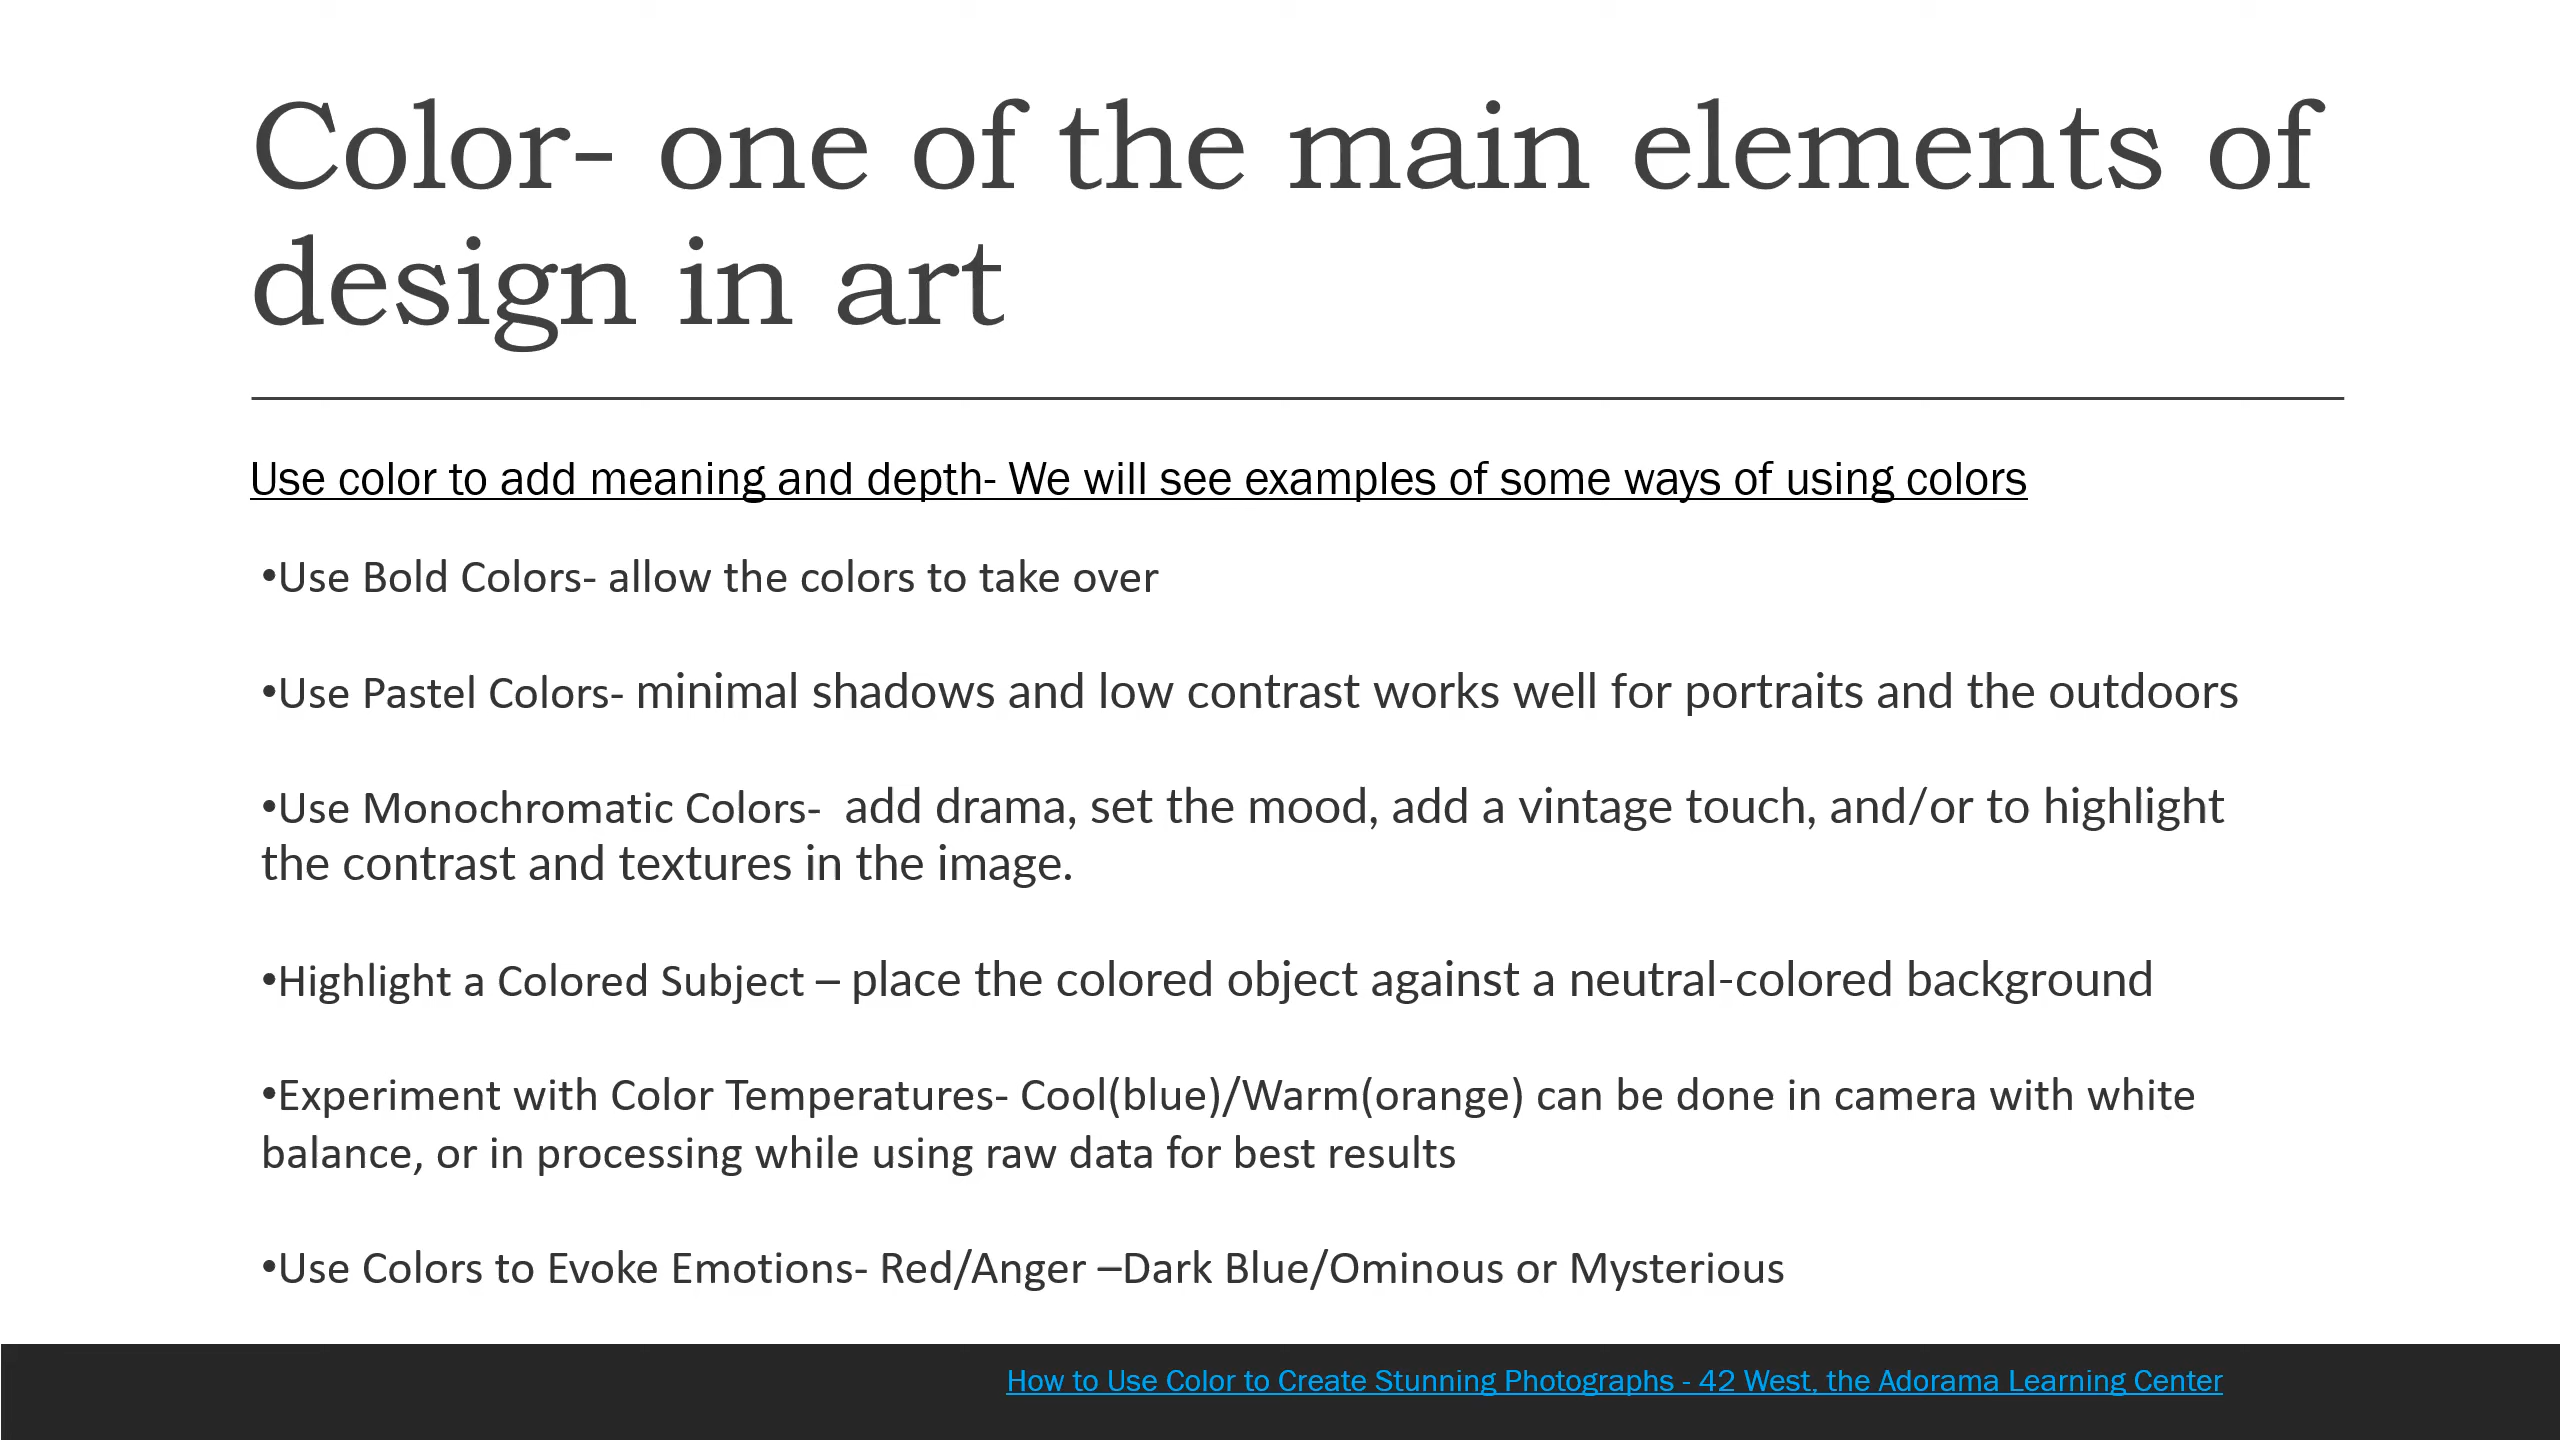 Color- one of the main elements of
design in art
Use color to add meaning and depth- We will see examples of some ways of using colors
•Use Bold Colors- allow the colors to take over
•Use Pastel Colors- minimal shadows and low contrast works well for portraits and the outdoors
•Use Monochromatic Colors-  add drama, set the mood, add a vintage touch, and/or to highlight
the contrast and textures in the image.
•Highlight a Colored Subject – place the colored object against a neutral-colored background
•Experiment with Color Temperatures- Cool(blue)/Warm(orange) can be done in camera with white
balance, or in processing while using raw data for best results
•Use Colors to Evoke Emotions- Red/Anger –Dark Blue/Ominous or Mysterious
How to Use Color to Create Stunning Photographs - 42 West, the Adorama Learning Center